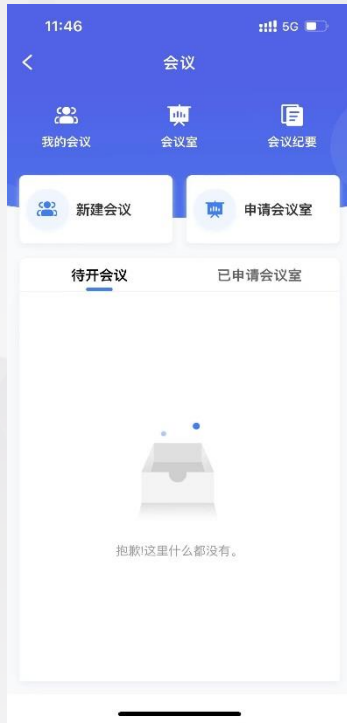 11:46 5G
会议
我的会议 会议室 会议纪要
新建会议 申请会议室
待开会议 已申请会议室
抱歉!这里什么都没有。